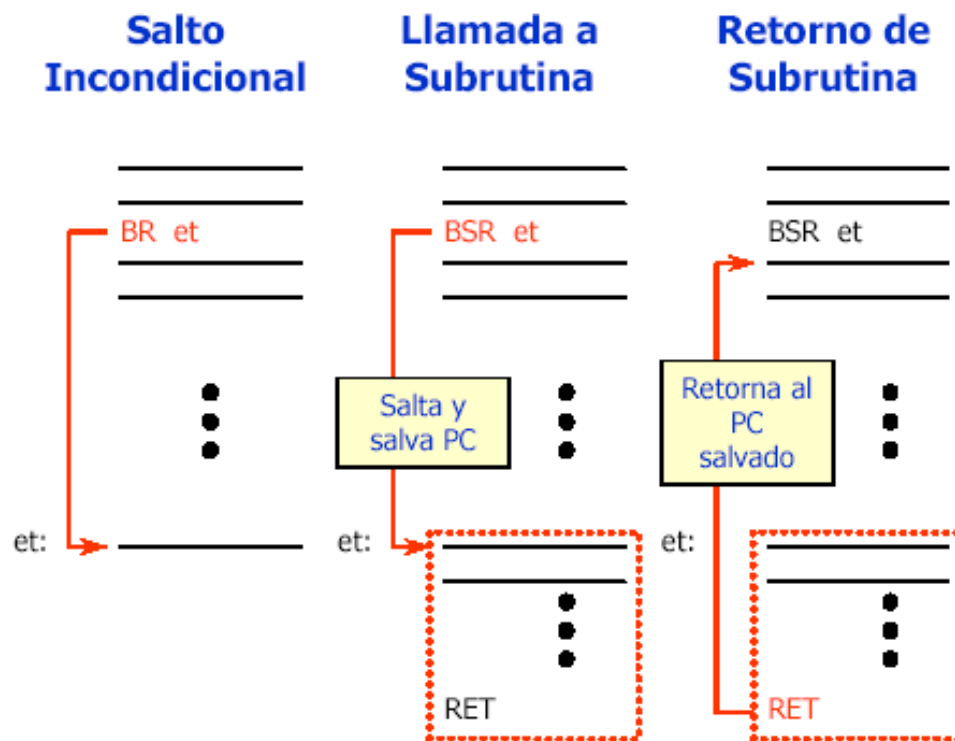 Salto
Incondicional
Llamada a
Subrutina
Retorno de
Subrutina
BR et
BSR et
BSR et
Salta y
salva PC
Retorna al
PC
salvado
et:
et:
et:
RET
RET